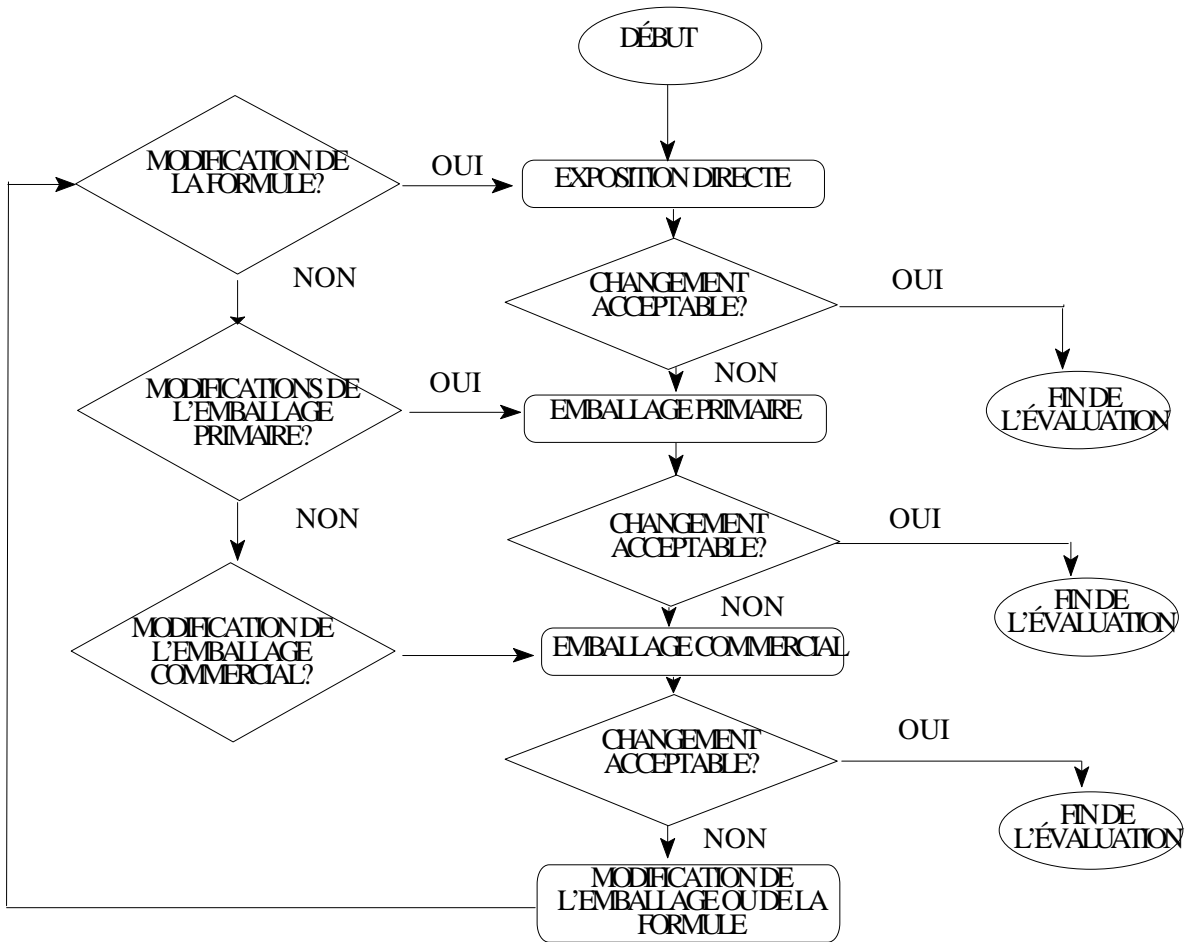 DÉBUT
MODIFICATION DE
LA FORMULE?
OUI
EXPOSITION DIRECTE
NON
CHANGEMENT
ACCEPTABLE?
OUI
NON
FIN DE
L'ÉVALUATION
MODIFICATIONS DE
L'EMBALLAGE
PRIMAIRE?
OUI
EMBALLAGE PRIMAIRE
NON
CHANGEMENT
ACCEPTABLE?
OUI
NON
FIN DE
L'ÉVALUATION
MODIFICATION DE
L'EMBALLAGE
COMMERCIAL?
EMBALLAGE COMMERCIAL
CHANGEMENT
ACCEPTABLE?
OUI
NON
FIN DE
L'ÉVALUATION
MODIFICATION DE
L'EMBALLAGE OU DE LA
FORMULE